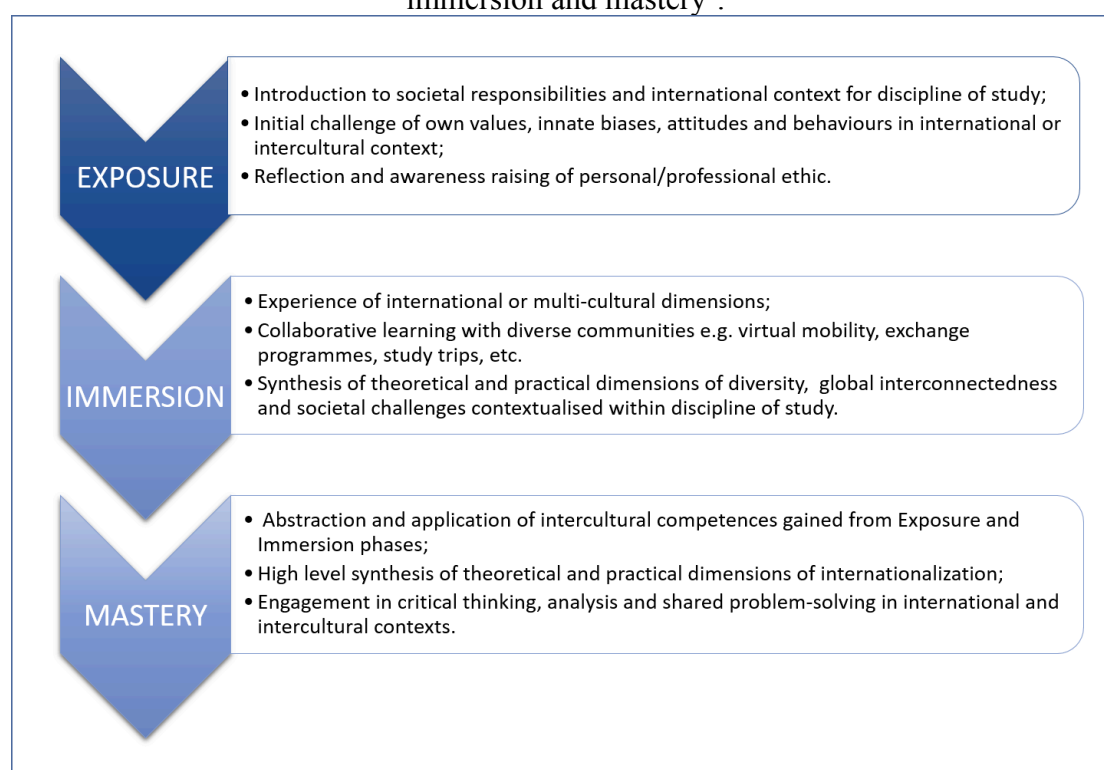 immersion and mastery".
EXPOSURE
• Introduction to societal responsibilities and international context for discipline of study;
• Initial challenge of own values, innate biases, attitudes and behaviours in international or
intercultural context;
• Reflection and awareness raising of personal/professional ethic.
IMMERSION
• Experience of international or multi-cultural dimensions;
• Collaborative learning with diverse communities e.g. virtual mobility, exchange
programmes, study trips, etc.
• Synthesis of theoretical and practical dimensions of diversity, global interconnectedness
and societal challenges contextualised within discipline of study.
MASTERY
• Abstraction and application of intercultural competences gained from Exposure and
Immersion phases;
• High level synthesis of theoretical and practical dimensions of internationalization;
• Engagement in critical thinking, analysis and shared problem-solving in international and
intercultural contexts.